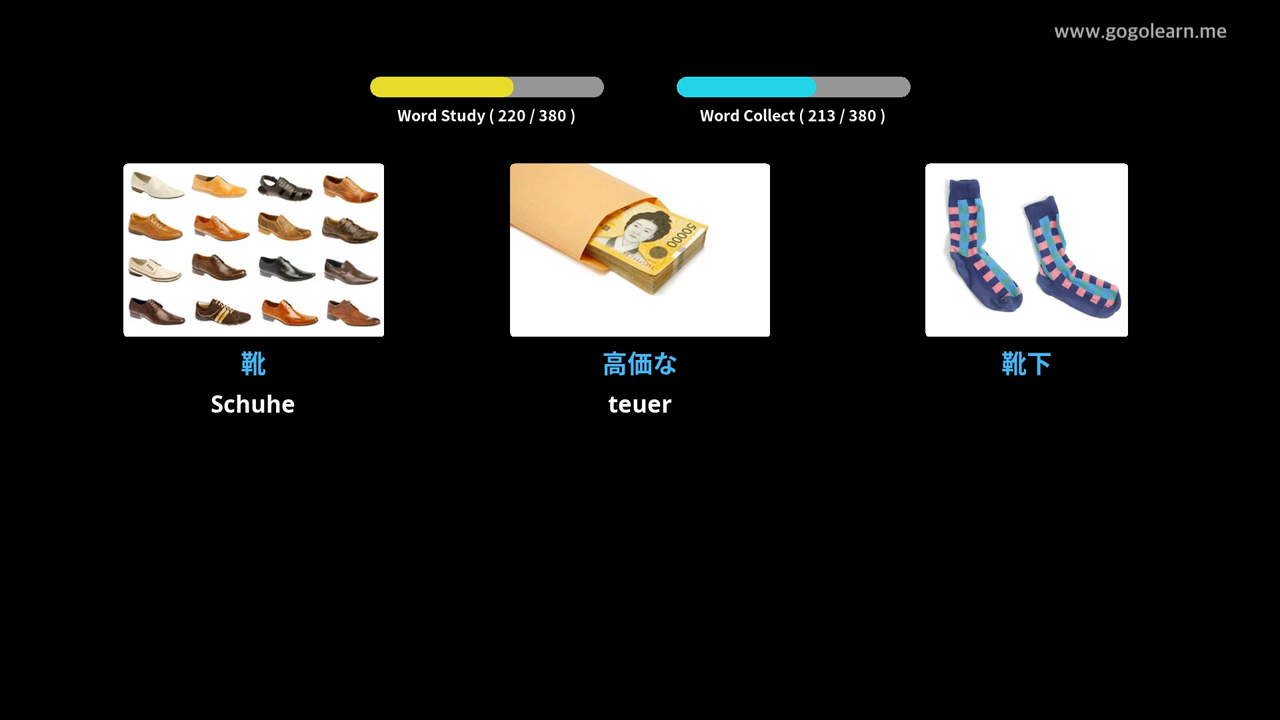 www.gogolearn.me
Word Study ( 220 / 380 )
Word Collect ( 213 / 380 )
50000
靴
高価な
靴下
Schuhe
teuer